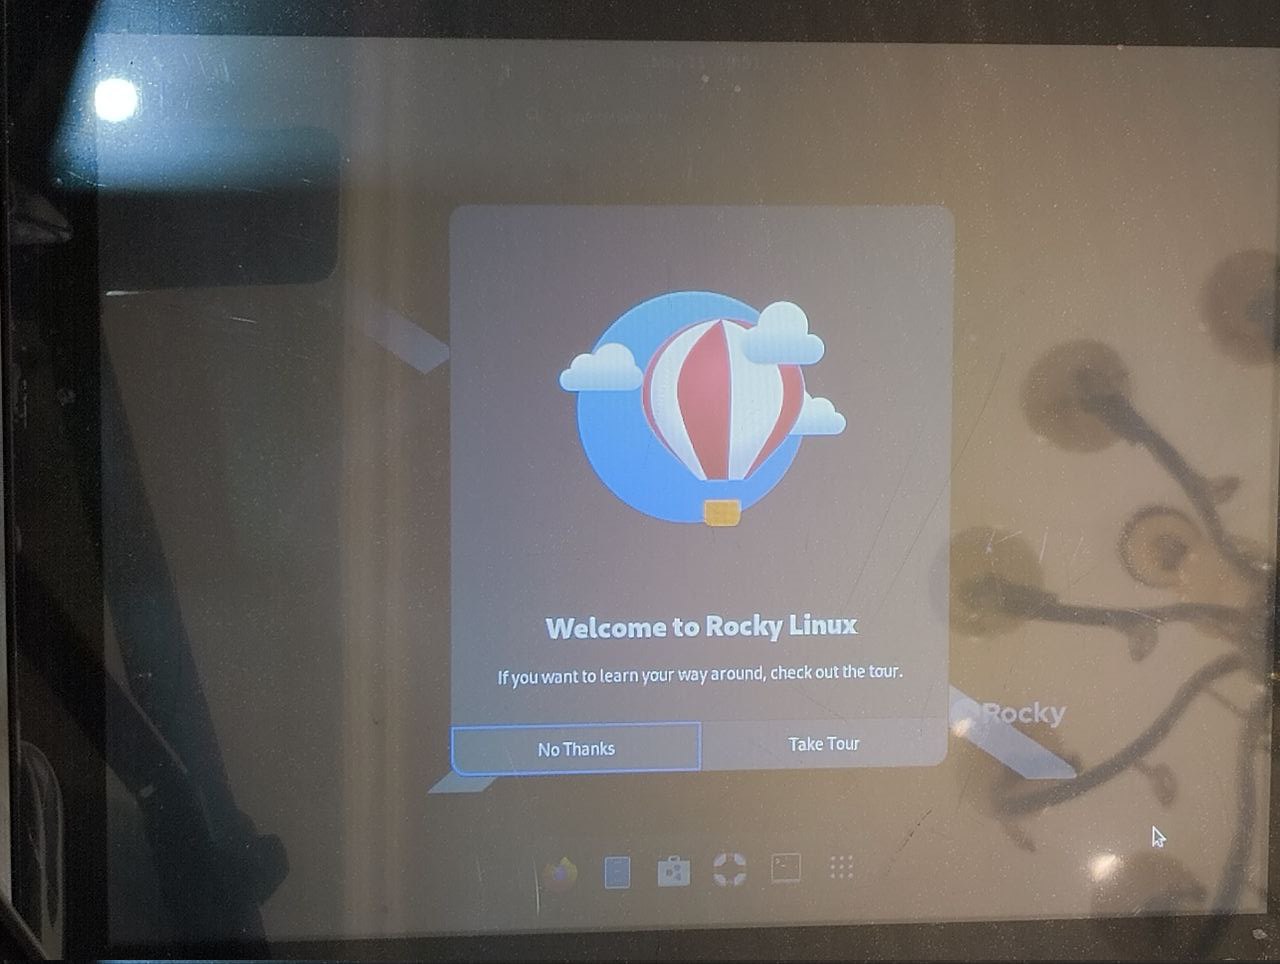 Welcome to Rocky Linux
If you want to learn your way around, check out the tour.
No Thanks
Take Tour
Rocky